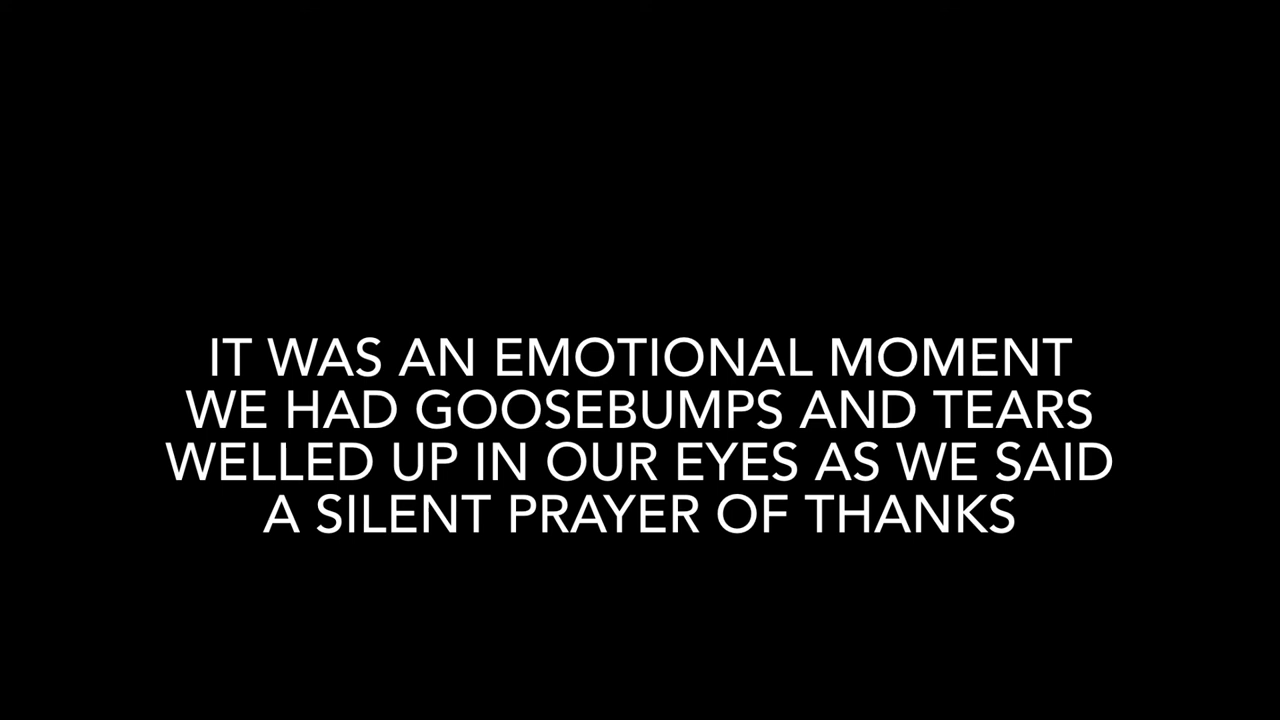 IT WAS AN EMOTIONAL MOMENT
WE HAD GOOSEBUMPS AND TEARS
WELLED UP IN OUR EYES AS WE SAID
A SILENT PRAYER OF THANKS